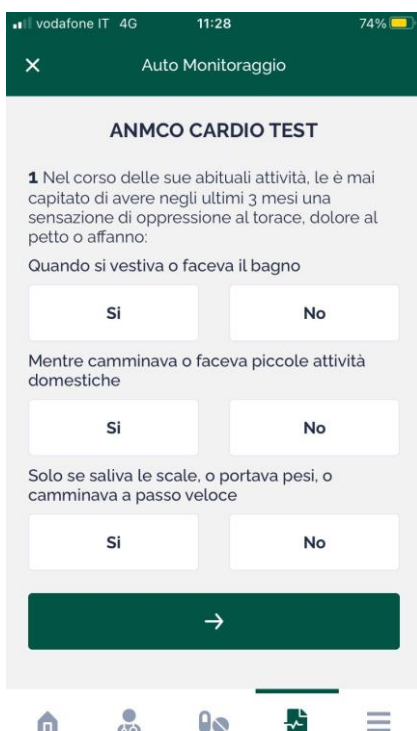 vodafone IT 4G 11:28 74%
Auto Monitoraggio
ANMCO CARDIO TEST
1 Nel corso delle sue abituali attività, le è mai
capitato di avere negli ultimi 3 mesi una
sensazione di oppressione al torace, dolore al
petto o affanno:
Quando si vestiva o faceva il bagno
Si No
Mentre camminava o faceva piccole attività
domestiche
Si No
Solo se saliva le scale, o portava pesi, o
camminava a passo veloce
Si No